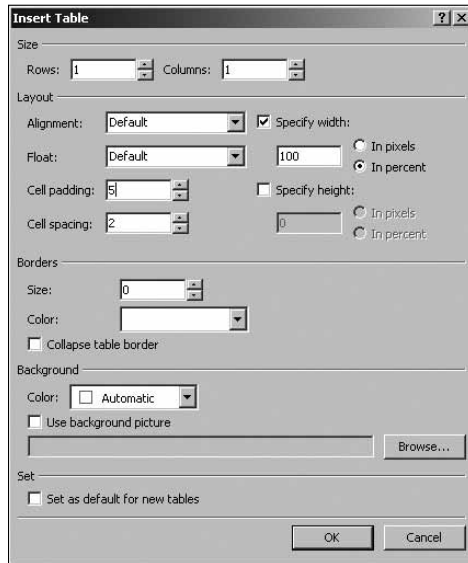 Insert Table ? X
Size
Rows: 1 Columns: 1
Layout
Alignment: Default Specify width:
In pixels
Float: Default 100
In percent
Cell padding: 5 Specify height:
In pixels
Cell spacing: 2 0
In percent
Borders
Size: 0
Color:
Collapse table border
Background
Color: Automatic
Use background picture
Browse...
Set
Set as default for new tables
OK Cancel